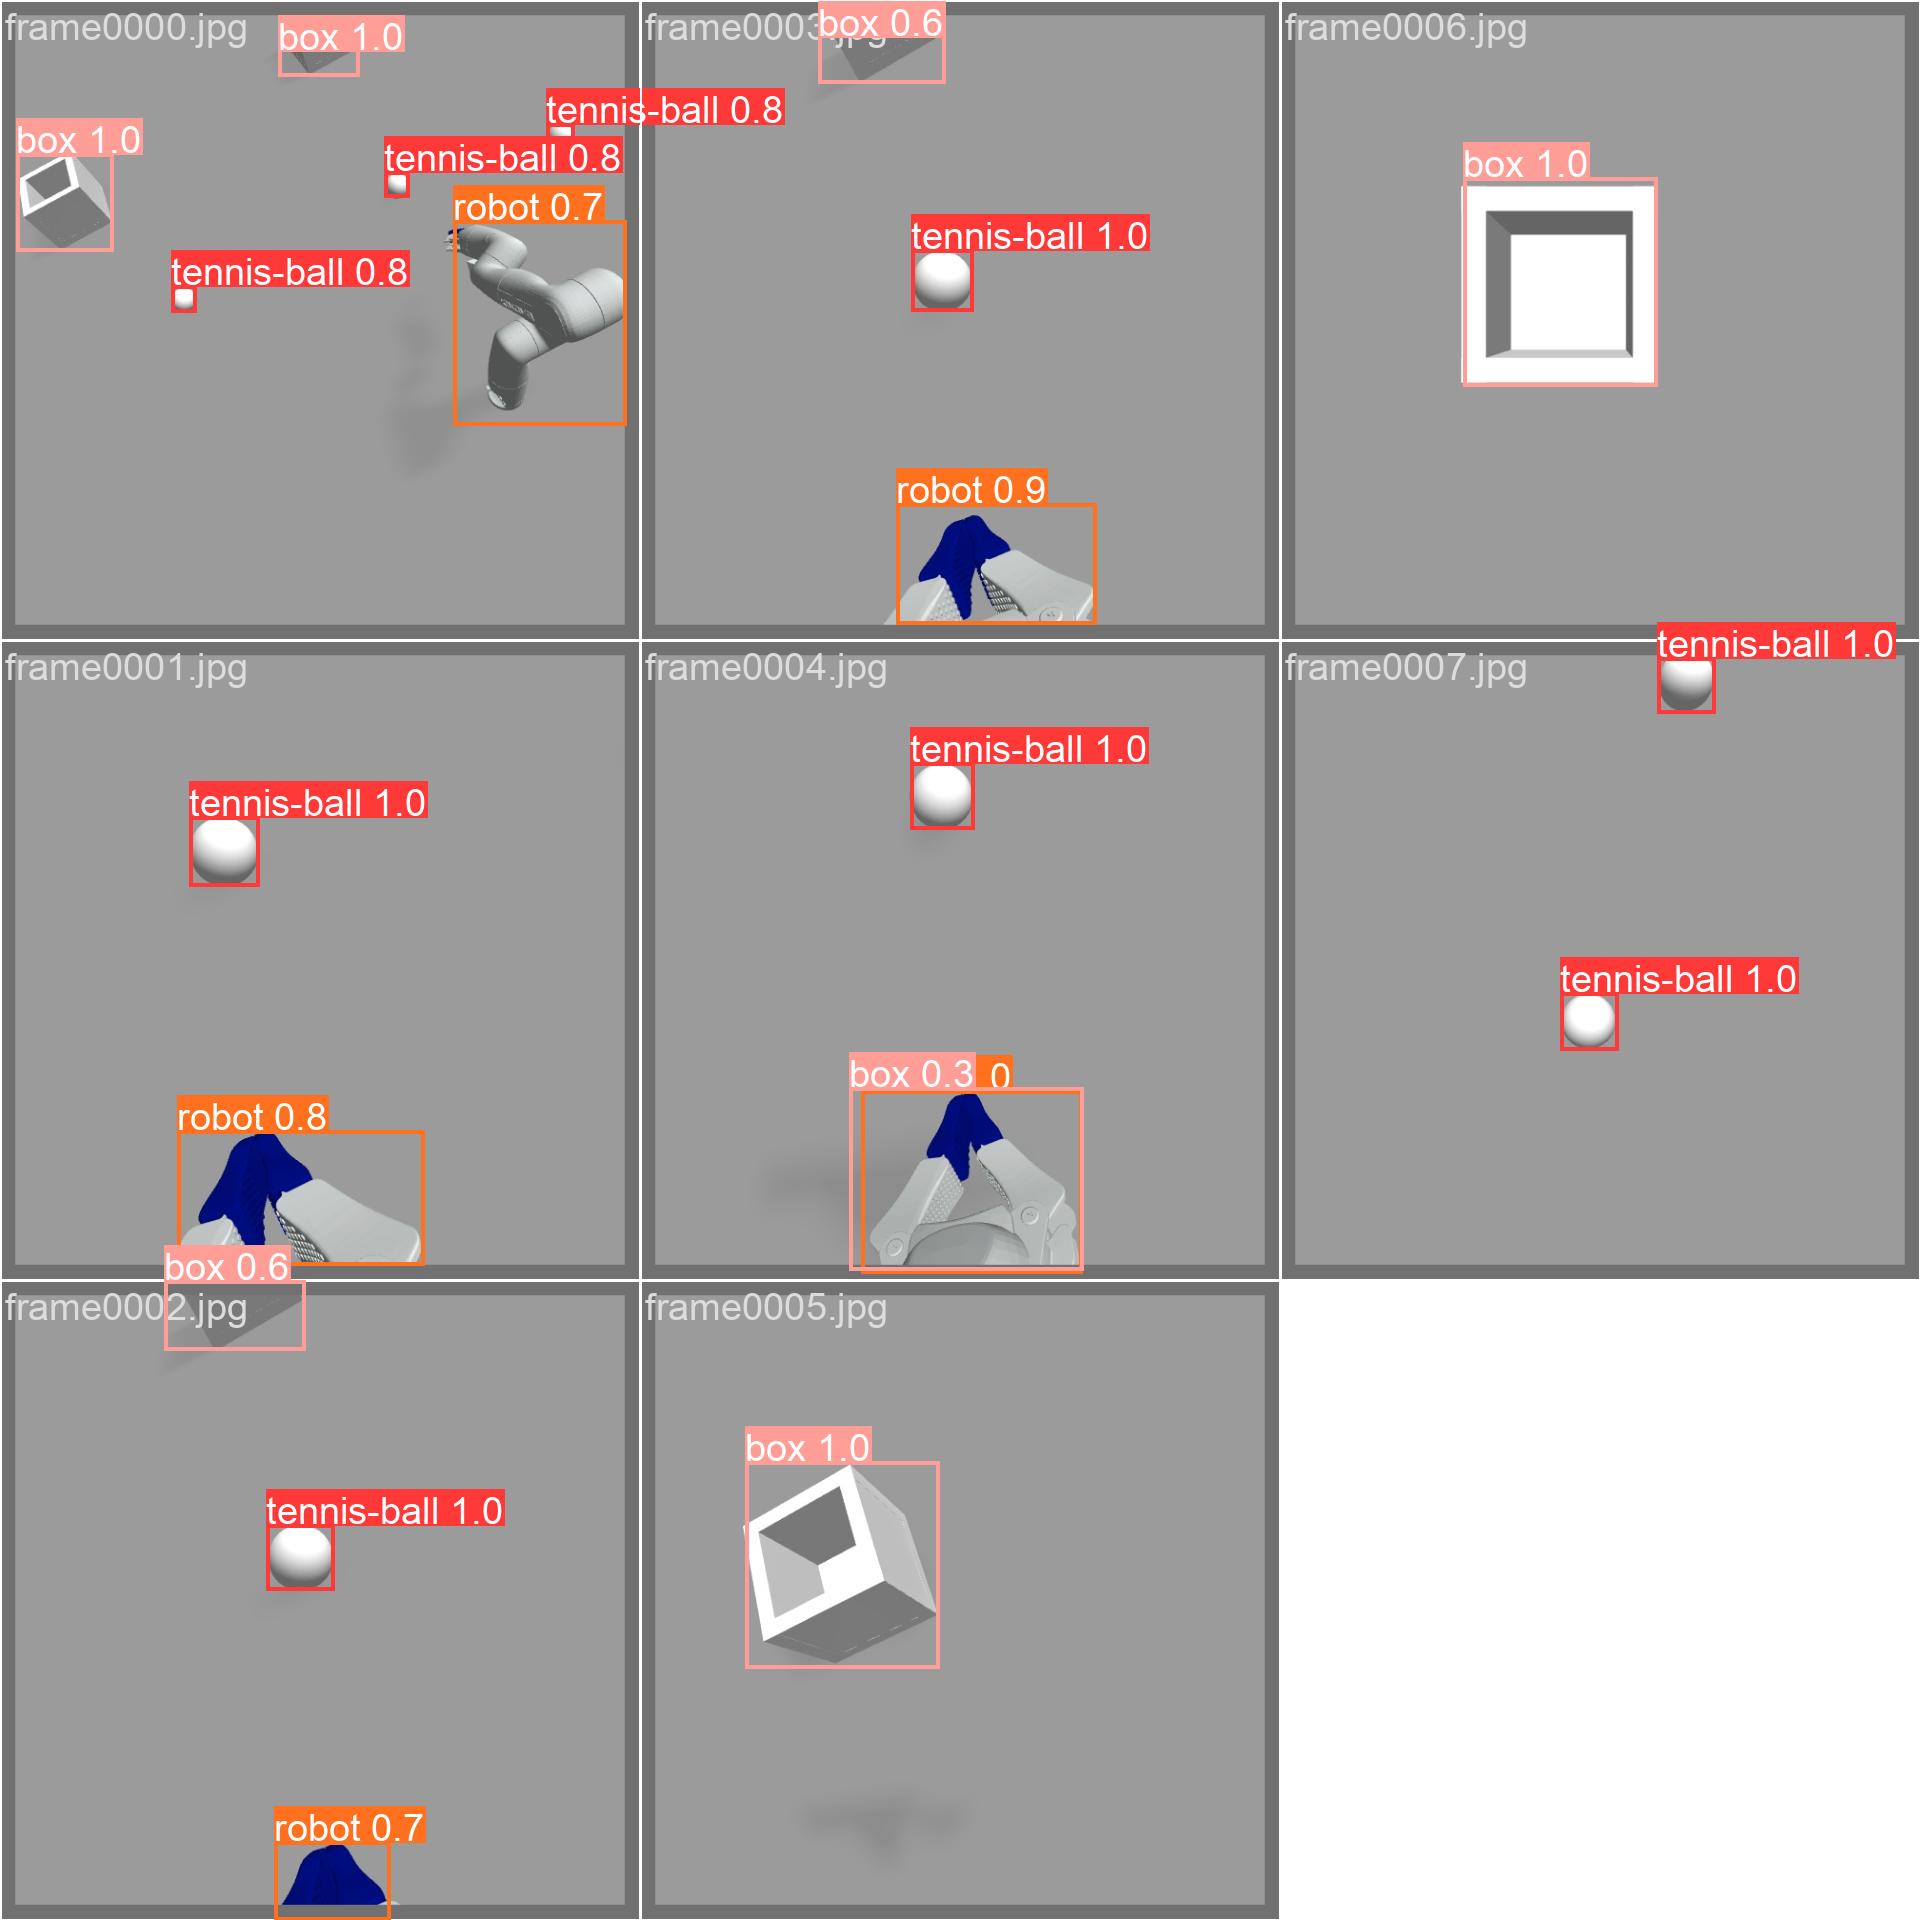 frame0000.jpg
box 1.0
tennis-ball 0.8
box 1.0
tennis-ball 0.8
robot 0.7
tennis-ball 0.8
frame0003.jpg
box 0.6
tennis-ball 1.0
robot 0.9
frame0006.jpg
box 1.0
frame0001.jpg
tennis-ball 1.0
robot 0.8
frame0004.jpg
tennis-ball 1.0
box 0.3
0
frame0007.jpg
tennis-ball 1.0
tennis-ball 1.0
frame0002.jpg
box 0.6
tennis-ball 1.0
robot 0.7
frame0005.jpg
box 1.0